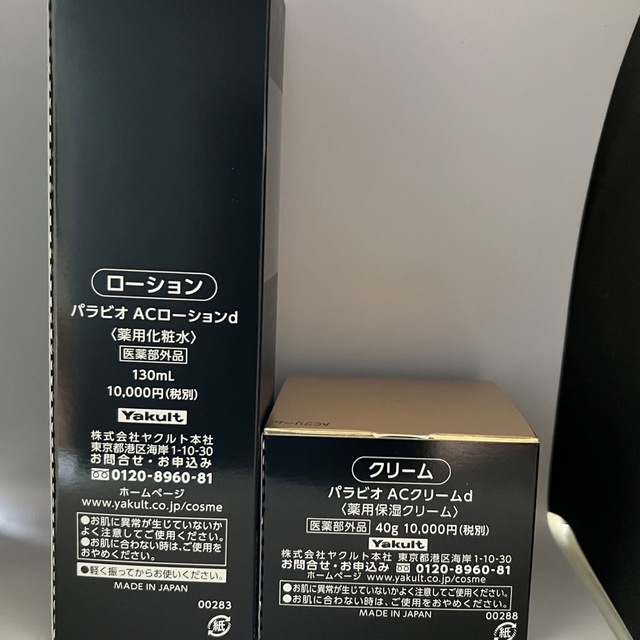 ローション
パラビオ ACローションd
〈薬用化粧水〉
医薬部外品
130mL
10,000円(税別)
Yakult
株式会社ヤクルト本社
東京都港区海岸1-10-30
お問合せ・お申込み
0120-8960-81
ホームページ
www.yakult.co.jp/cosme
●お肌に異常が生じていないか
よく注意してご使用ください。
●お肌に合わない時は、ご使用を
おやめください。
●軽く振ってからお使いください。
MADE IN JAPAN
00283
紙
ACクリーム
クリーム
パラビオ ACクリームd
〈薬用保湿クリーム〉
医薬部外品 40g 10,000円(税別)
Yakult
株式会社ヤクルト本社 東京都港区海岸1-10-30
お問合せ・お申込み 0120-8960-81
ホームページ www.yakult.co.jp/cosme
●お肌に異常が生じていないかよく注意してご使用ください。
●お肌に合わない時は、ご使用をおやめください。
MADE IN JAPAN
00288
紙